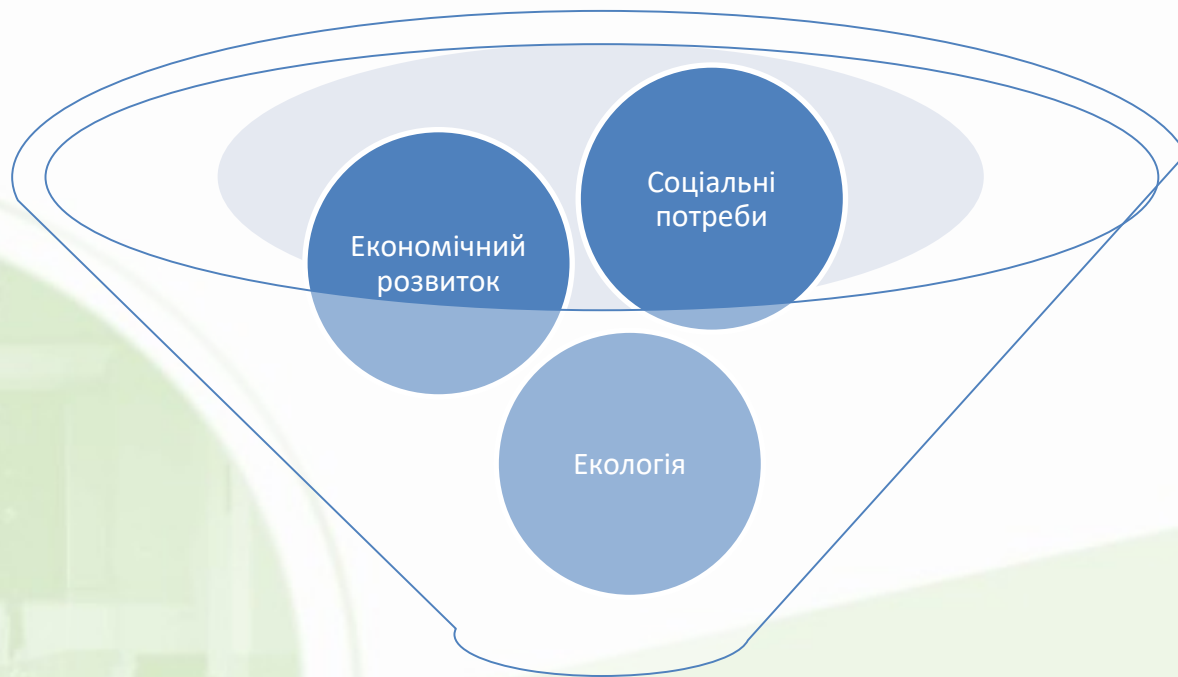 Соціальні
потреби
Економічний
розвиток
Екологія